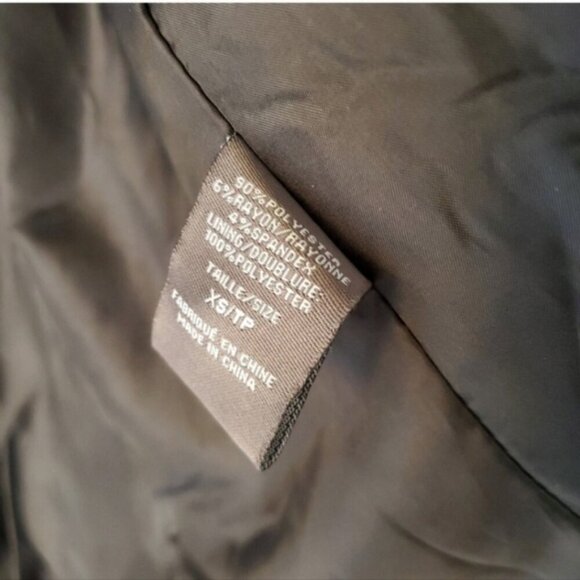 90%POLYESTER
6%RAYON/RAYONNE
4%SPANDEX
LINING/DOUBLURE:
100%POLYESTER
TAILLE/SIZE
XS/TP
FABRIQUÉ EN CHINE
MADE IN CHINA